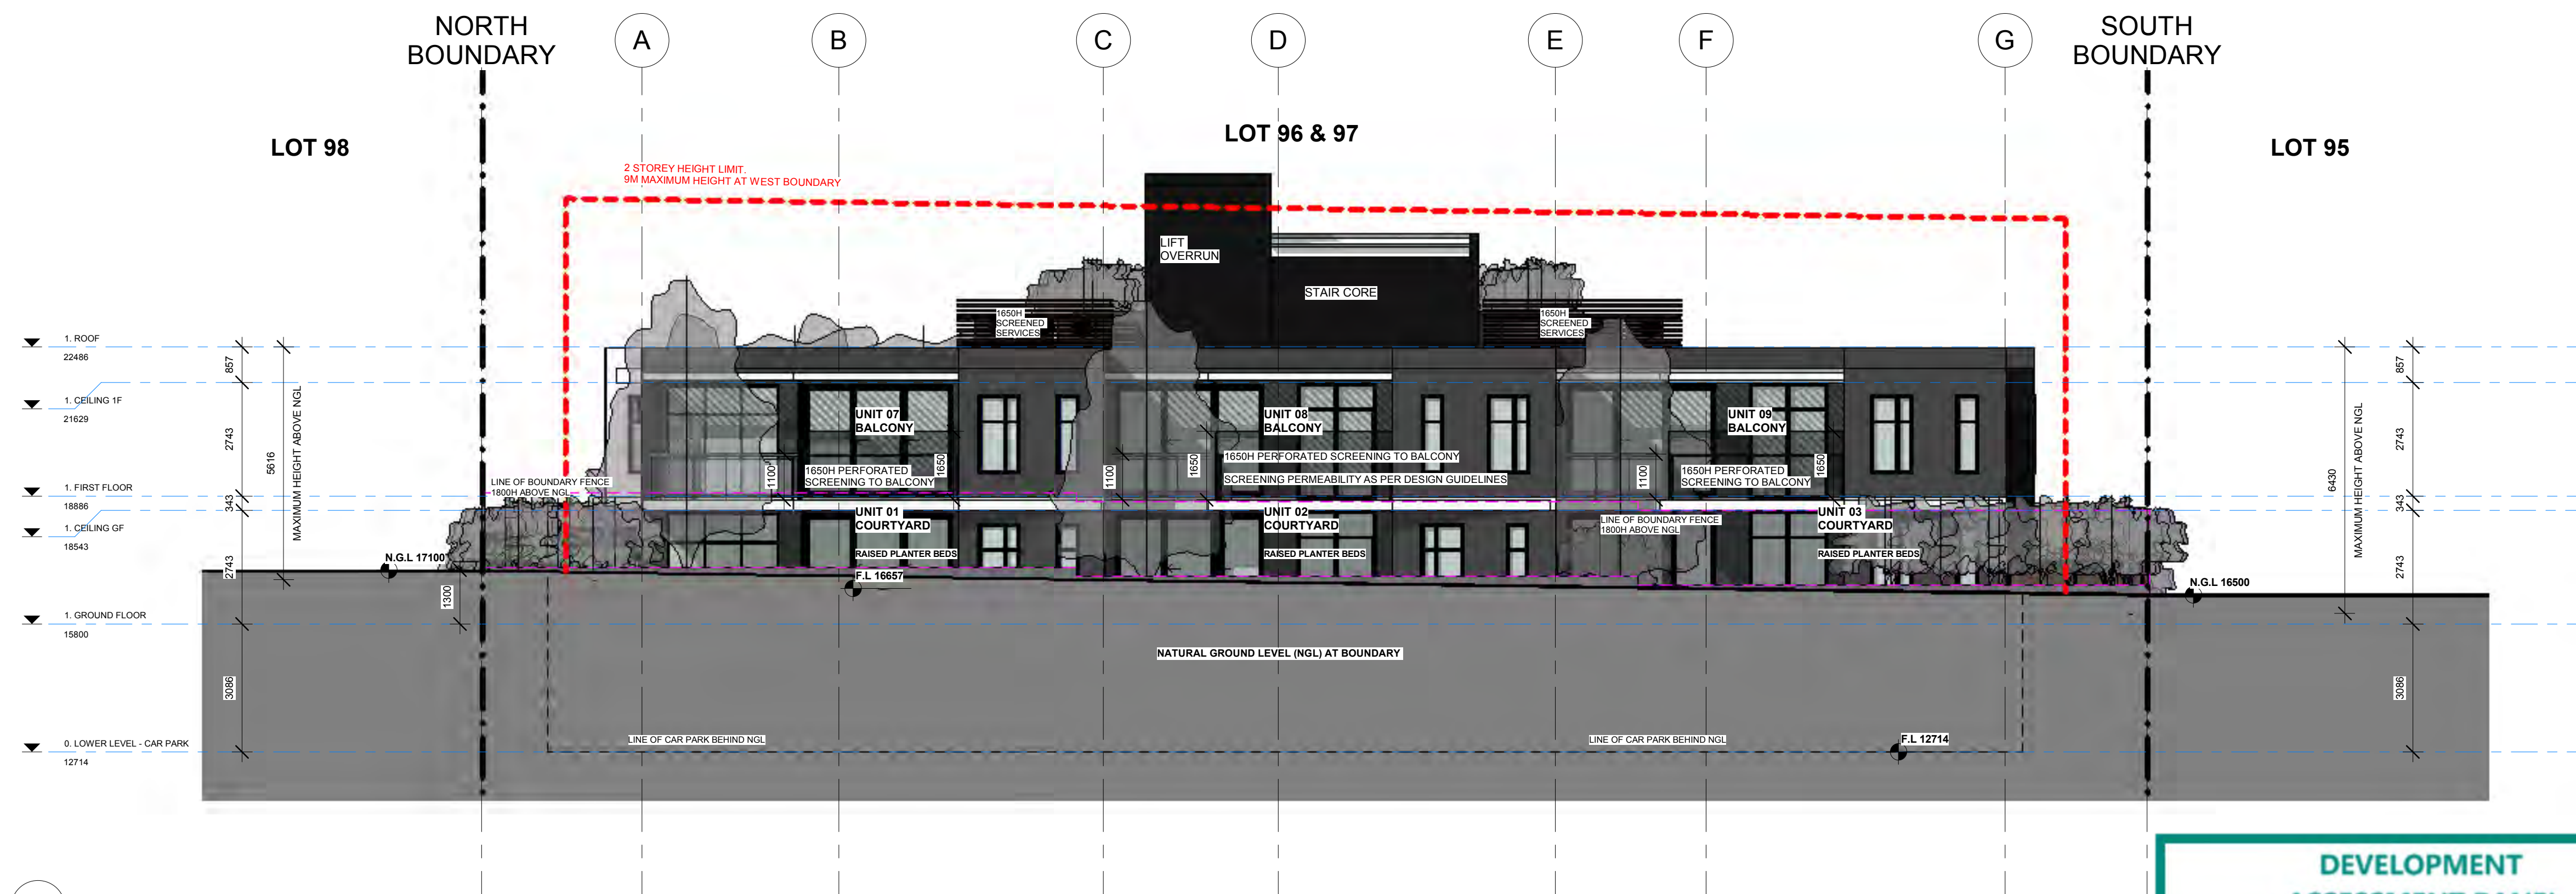 NORTH
BOUNDARY
A
B
C
D
E
F
G
SOUTH
BOUNDARY
LOT 98
LOT 96 & 97
LOT 95
2 STOREY HEIGHT LIMIT.
9M MAXIMUM HEIGHT AT WEST BOUNDARY
LIFT
OVERRUN
STAIR CORE
1650H
SCREENED
SERVICES
1650H
SCREENED
SERVICES
1. ROOF
22486
1. CEILING 1F
21629
1. FIRST FLOOR
18886
1. CEILING GF
18543
1. GROUND FLOOR
15800
0. LOWER LEVEL - CAR PARK
12714
857
2743
343
2743
3086
5616
MAXIMUM HEIGHT ABOVE NGL
1300
N.G.L 17100
LINE OF BOUNDARY FENCE
1800H ABOVE NGL
UNIT 07
BALCONY
1100
1650H PERFORATED
SCREENING TO BALCONY
1650
UNIT 08
BALCONY
1100
1650
1650H PERFORATED SCREENING TO BALCONY
SCREENING PERMEABILITY AS PER DESIGN GUIDELINES
UNIT 09
BALCONY
1100
1650H PERFORATED
SCREENING TO BALCONY
1650
UNIT 01
COURTYARD
RAISED PLANTER BEDS
F.L 16657
UNIT 02
COURTYARD
RAISED PLANTER BEDS
LINE OF BOUNDARY FENCE
1800H ABOVE NGL
UNIT 03
COURTYARD
RAISED PLANTER BEDS
N.G.L 16500
6430
MAXIMUM HEIGHT ABOVE NGL
857
2743
343
2743
3086
NATURAL GROUND LEVEL (NGL) AT BOUNDARY
LINE OF CAR PARK BEHIND NGL
LINE OF CAR PARK BEHIND NGL
F.L 12714
DEVELOPMENT